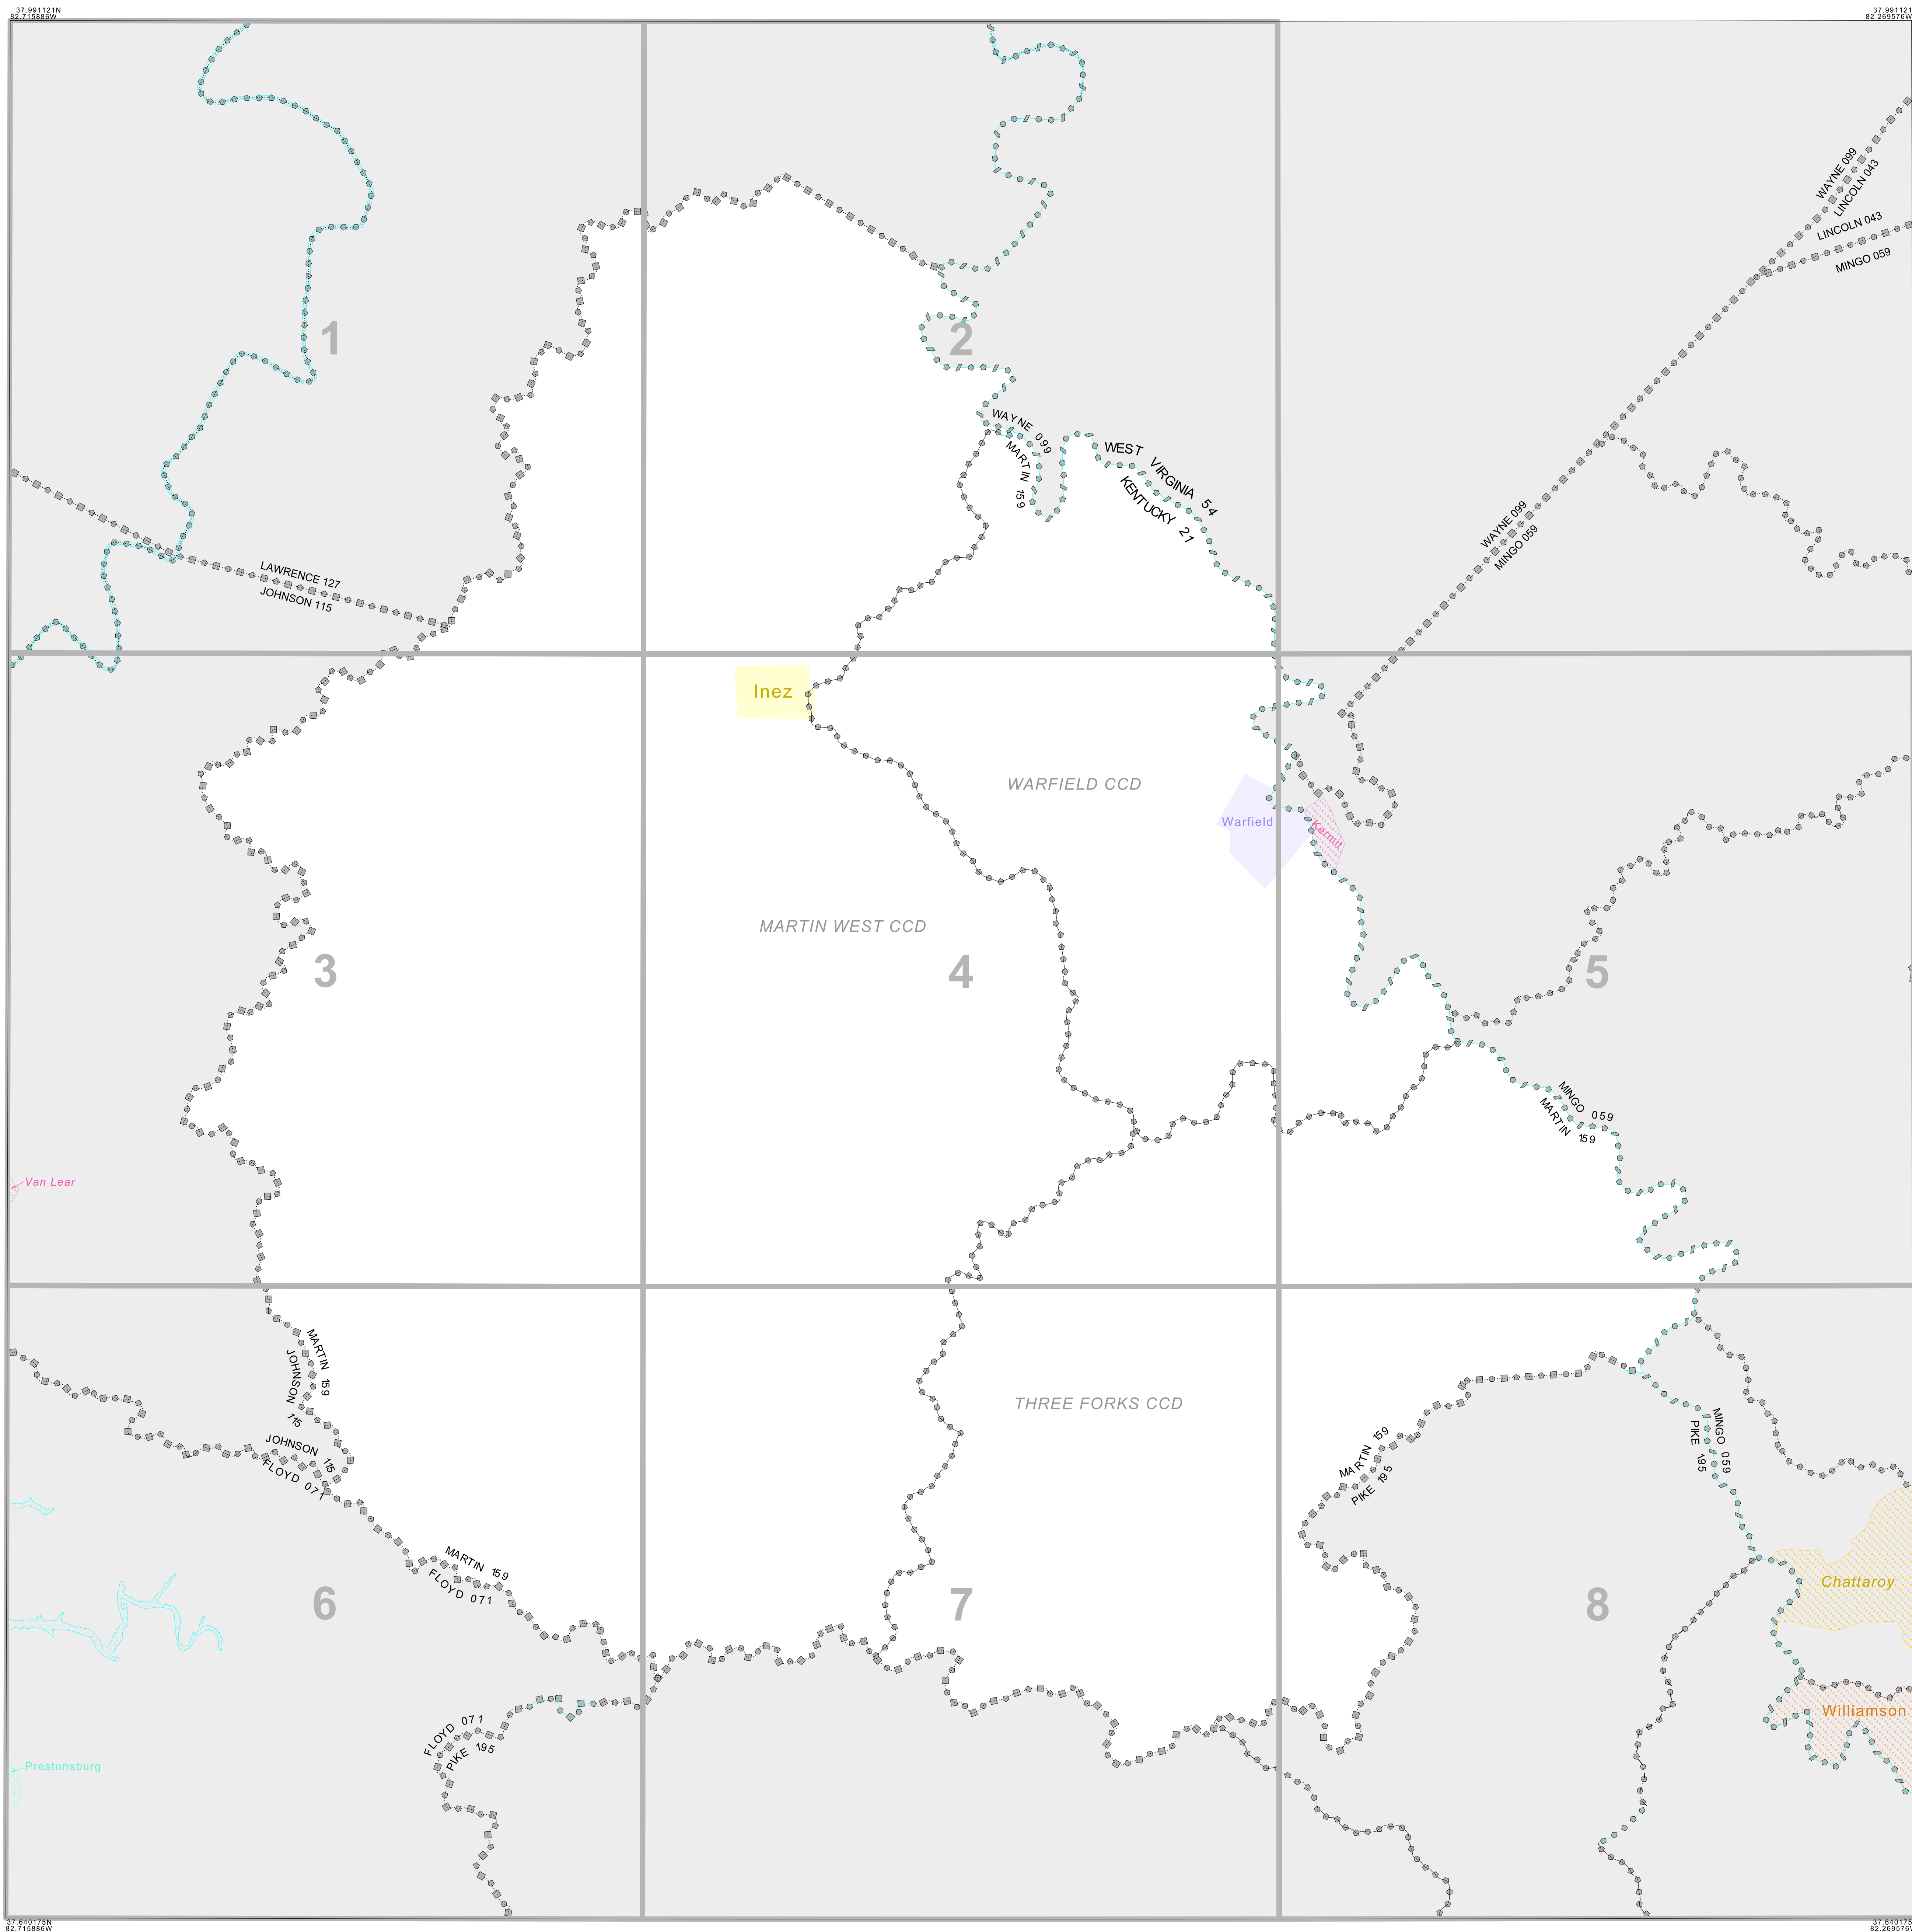 37.991121N
82.715886W
37.991121
82.269576W
WAYNE 099
LINCOLN 043
LINCOLN 043
MINGO 059
1
2
WAYNE 099
MARTIN 159
WEST VIRGINIA 54
KENTUCKY 21
WAYNE 099
MINGO 059
LAWRENCE 127
JOHNSON 115
Inez
WARFIELD CCD
Warfield
Kermit
MARTIN WEST CCD
3
4
5
MINGO 059
MARTIN 159
Van Lear
MARTIN 159
JOHNSON 115
THREE FORKS CCD
JOHNSON 115
FLOYD 071
MARTIN 159
PIKE 195
MINGO 059
PIKE 195
MARTIN 159
FLOYD 071
Chattaroy
6
7
8
FLOYD 071
PIKE 195
Williamson
Prestonsburg
37.640175N
82.715886W
37.640175
82.269576W